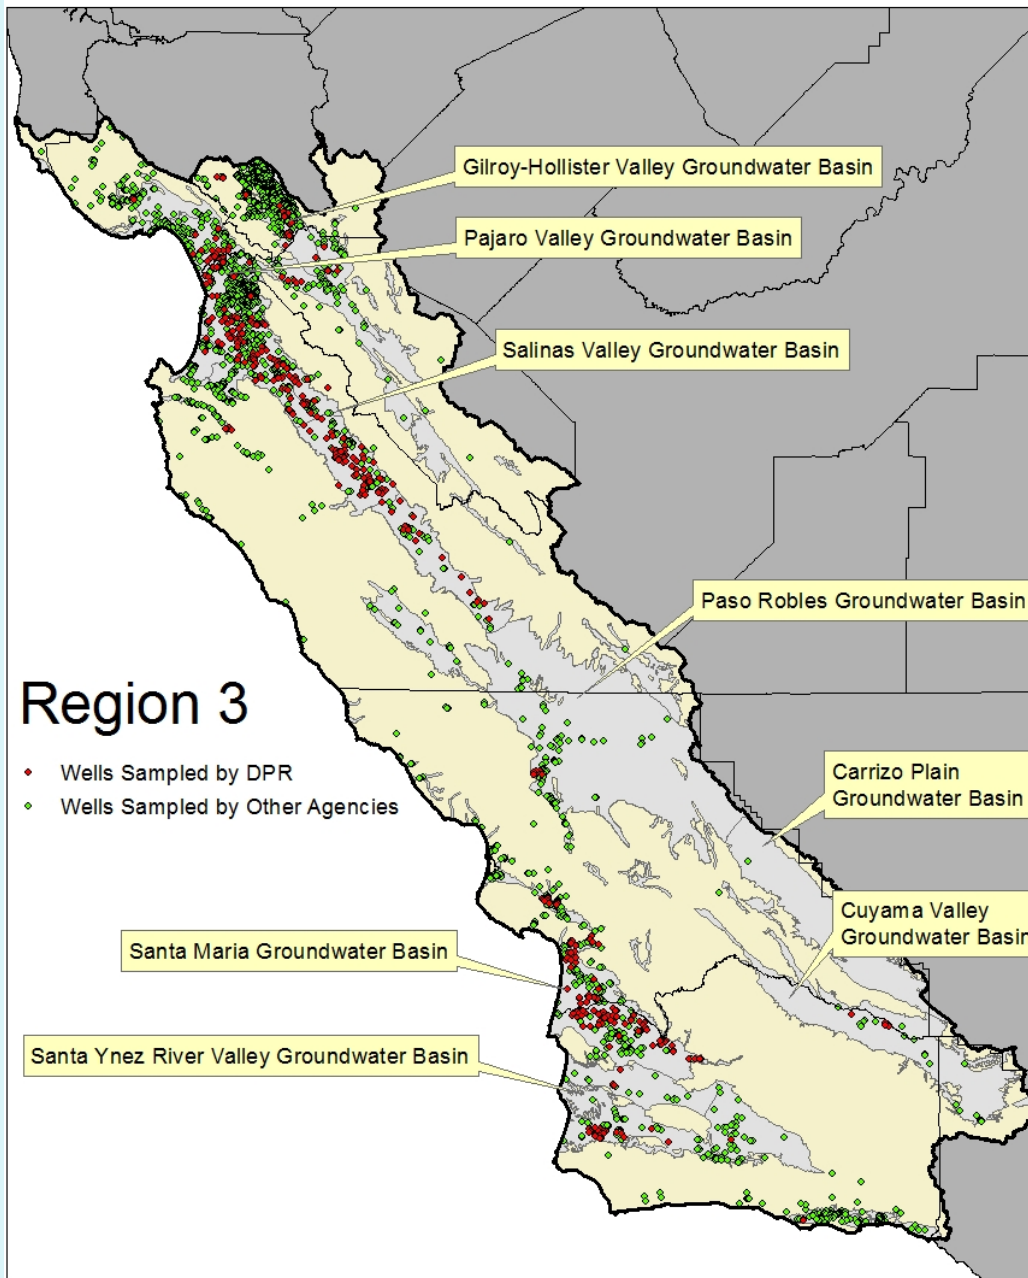 Gilroy-Hollister Valley Groundwater Basin
Pajaro Valley Groundwater Basin
Salinas Valley Groundwater Basin
Paso Robles Groundwater Basin
Region 3
Wells Sampled by DPR
Wells Sampled by Other Agencies
Carrizo Plain
Groundwater Basin
Cuyama Valley
Groundwater Basin
Santa Maria Groundwater Basin
Santa Ynez River Valley Groundwater Basin